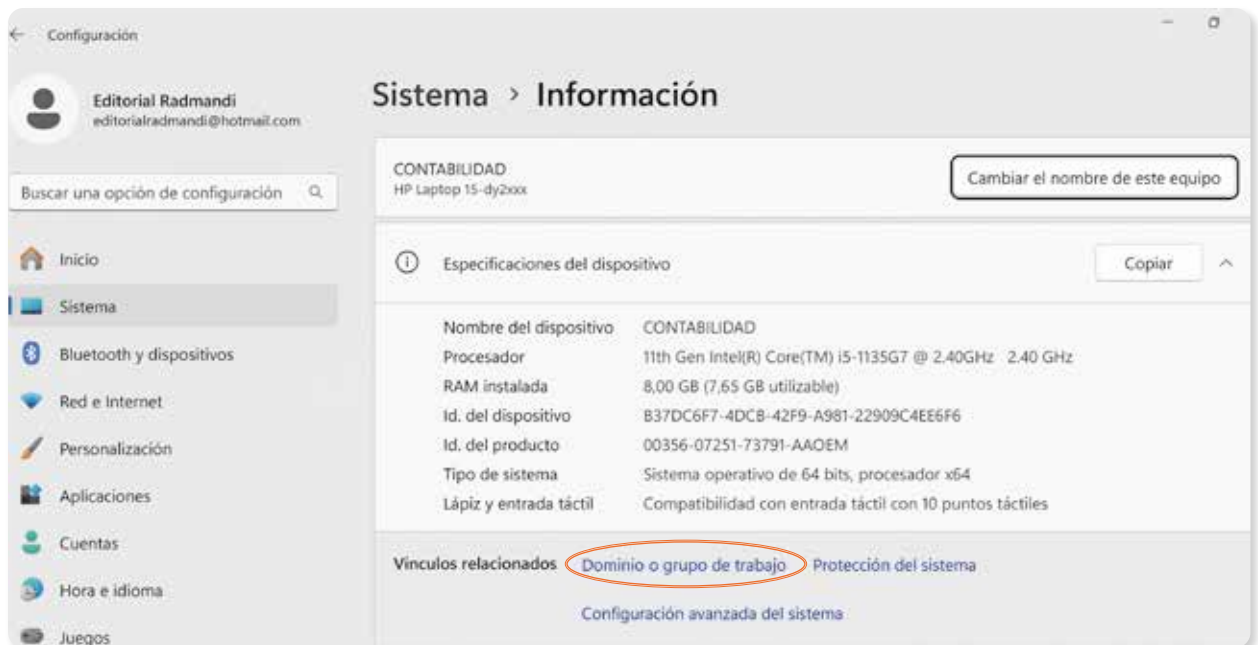 Configuración
Editorial Radmandi
editorialradmandi@hotmail.com
Buscar una opción de configuración
Inicio
Sistema
Bluetooth y dispositivos
Red e Internet
Personalización
Aplicaciones
Cuentas
Hora e idioma
Juegos
Sistema > Información
CONTABILIDAD
HP Laptop 15-dy2xxx
Cambiar el nombre de este equipo
Especificaciones del dispositivo
Copiar
Nombre del dispositivo CONTABILIDAD
Procesador 11th Gen Intel(R) Core(TM) i5-1135G7 @ 2.40GHz 2.40 GHz
RAM instalada 8,00 GB (7,65 GB utilizable)
Id. del dispositivo B37DC6F7-4DCB-42F9-A981-22909C4EE6F6
Id. del producto 00356-07251-73791-AAOEM
Tipo de sistema Sistema operativo de 64 bits, procesador x64
Lápiz y entrada táctil Compatibilidad con entrada táctil con 10 puntos táctiles
Vínculos relacionados Dominio o grupo de trabajo Protección del sistema
Configuración avanzada del sistema